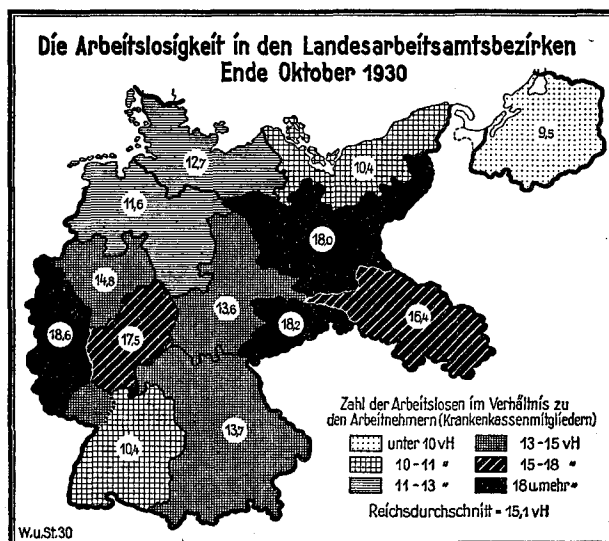 Die Arbeitslosigkeit in den Landesarbeitsamtsbezirken
Ende Oktober 1930
9,5
12,7
10,4
11,6
18,0
14,8
13,6
18,2
16,4
18,6
17,5
10,4
13,7
Zahl der Arbeitslosen im Verhältnis zu
den Arbeitnehmern (Krankenkassenmitgliedern)
unter 10 vH
13-15 vH
10-11 "
15-18 "
11-13 "
18 u.mehr "
Reichsdurchschnitt = 15,1 vH
W.u.St.30